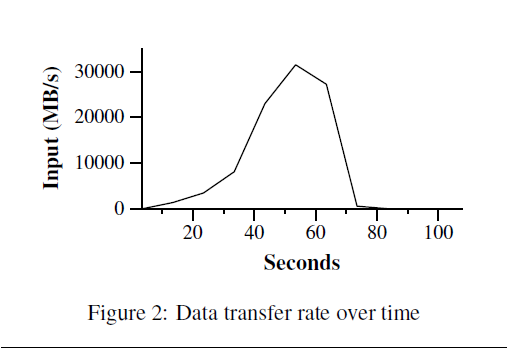 Input (MB/s)
30000
20000
10000
0
20 40 60 80 100
Seconds
Figure 2: Data transfer rate over time